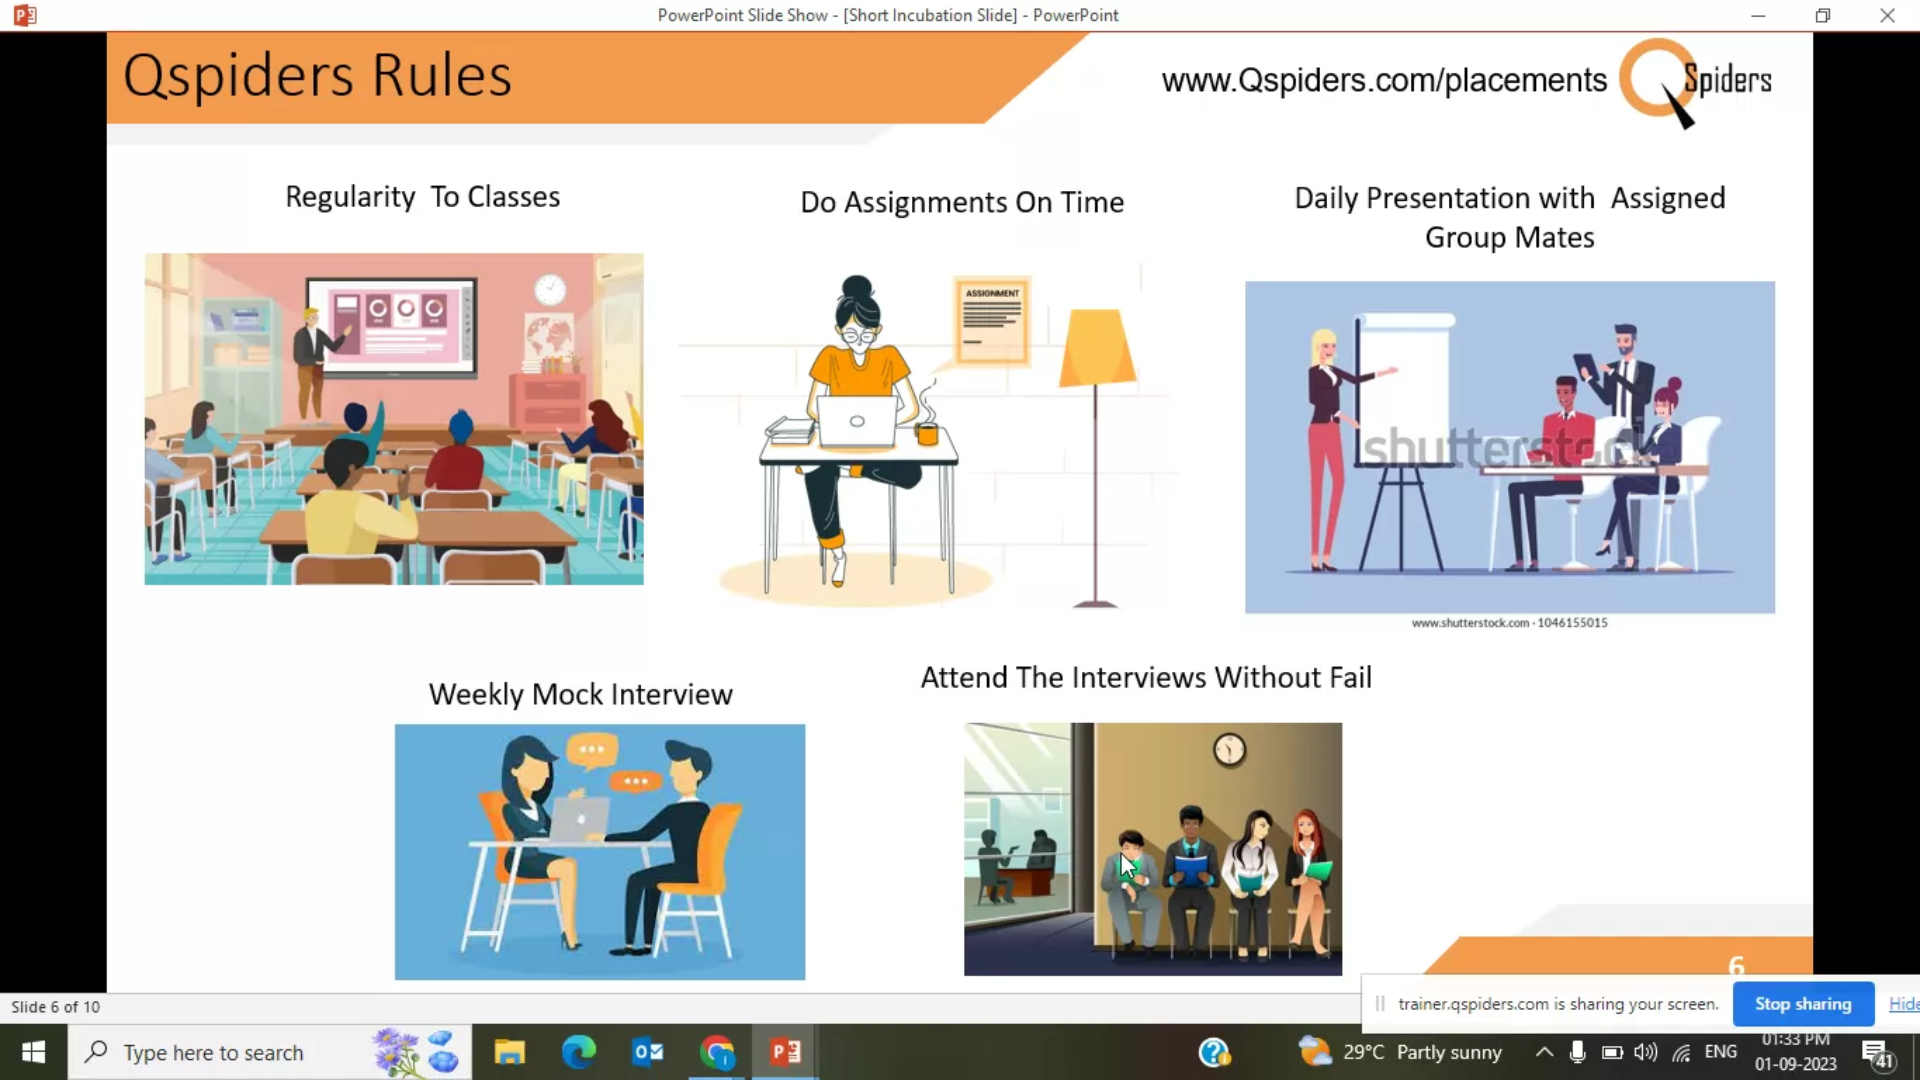 PowerPoint Slide Show - [Short Incubation Slide] - PowerPoint
Qspiders Rules
www.Qspiders.com/placements
Spiders
Regularity To Classes
Do Assignments On Time
Daily Presentation with Assigned
Group Mates
ASSIGNMENT
shutterstock
www.shutterstock.com · 1046155015
Weekly Mock Interview
Attend The Interviews Without Fail
6
Slide 6 of 10
trainer.qspiders.com is sharing your screen.
Stop sharing
Hide
Type here to search
29°C Partly sunny
ENG
01:33 PM
01-09-2023
41